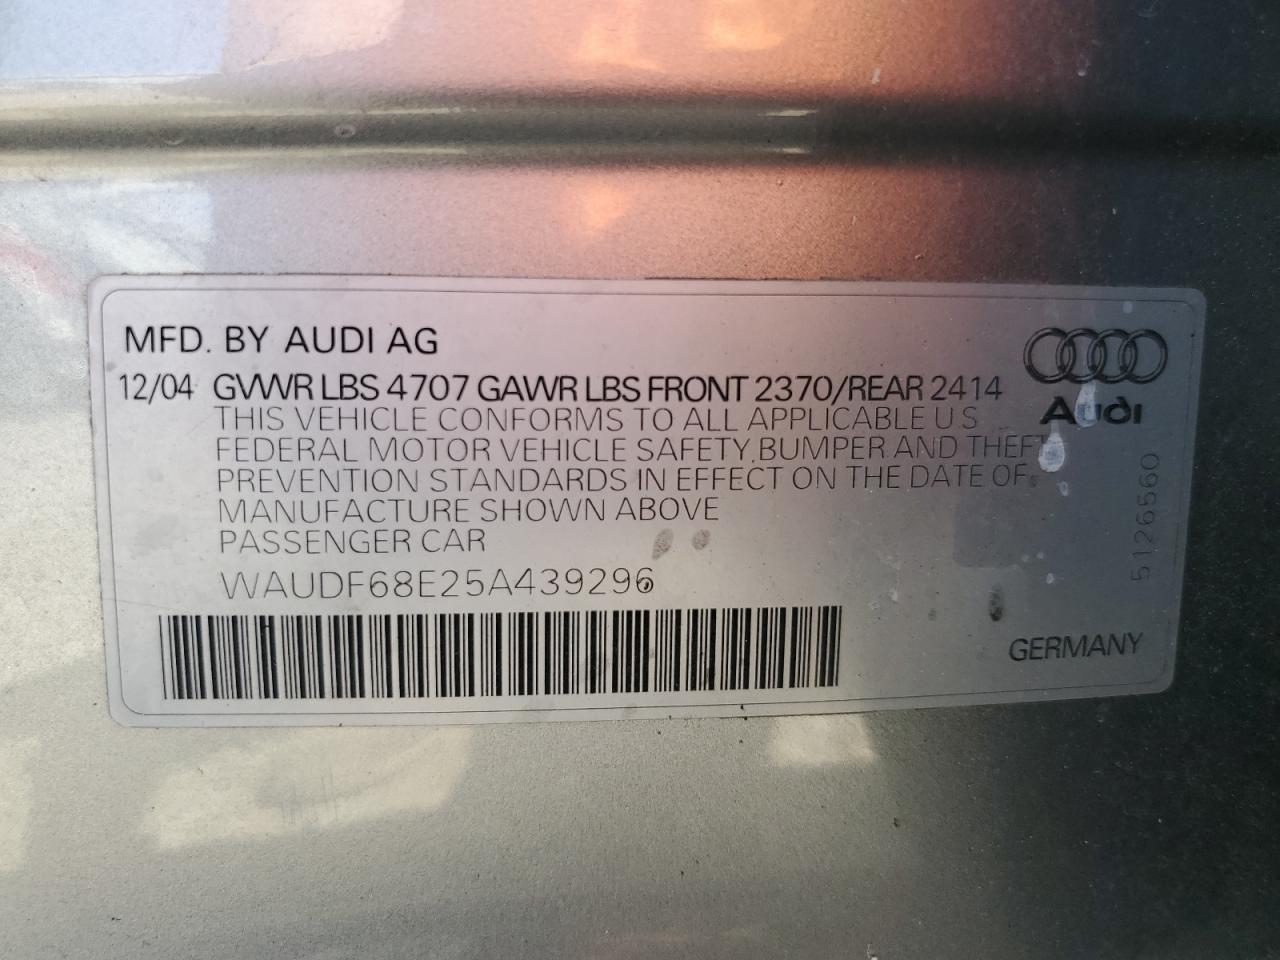 MFD. BY AUDI AG
12/04 GVWR LBS 4707 GAWR LBS FRONT 2370/REAR 2414
THIS VEHICLE CONFORMS TO ALL APPLICABLE U.S.
FEDERAL MOTOR VEHICLE SAFETY, BUMPER AND THEFT
PREVENTION STANDARDS IN EFFECT ON THE DATE OF
MANUFACTURE SHOWN ABOVE
PASSENGER CAR
WAUDF68E25A439296
Audi
5126560
GERMANY